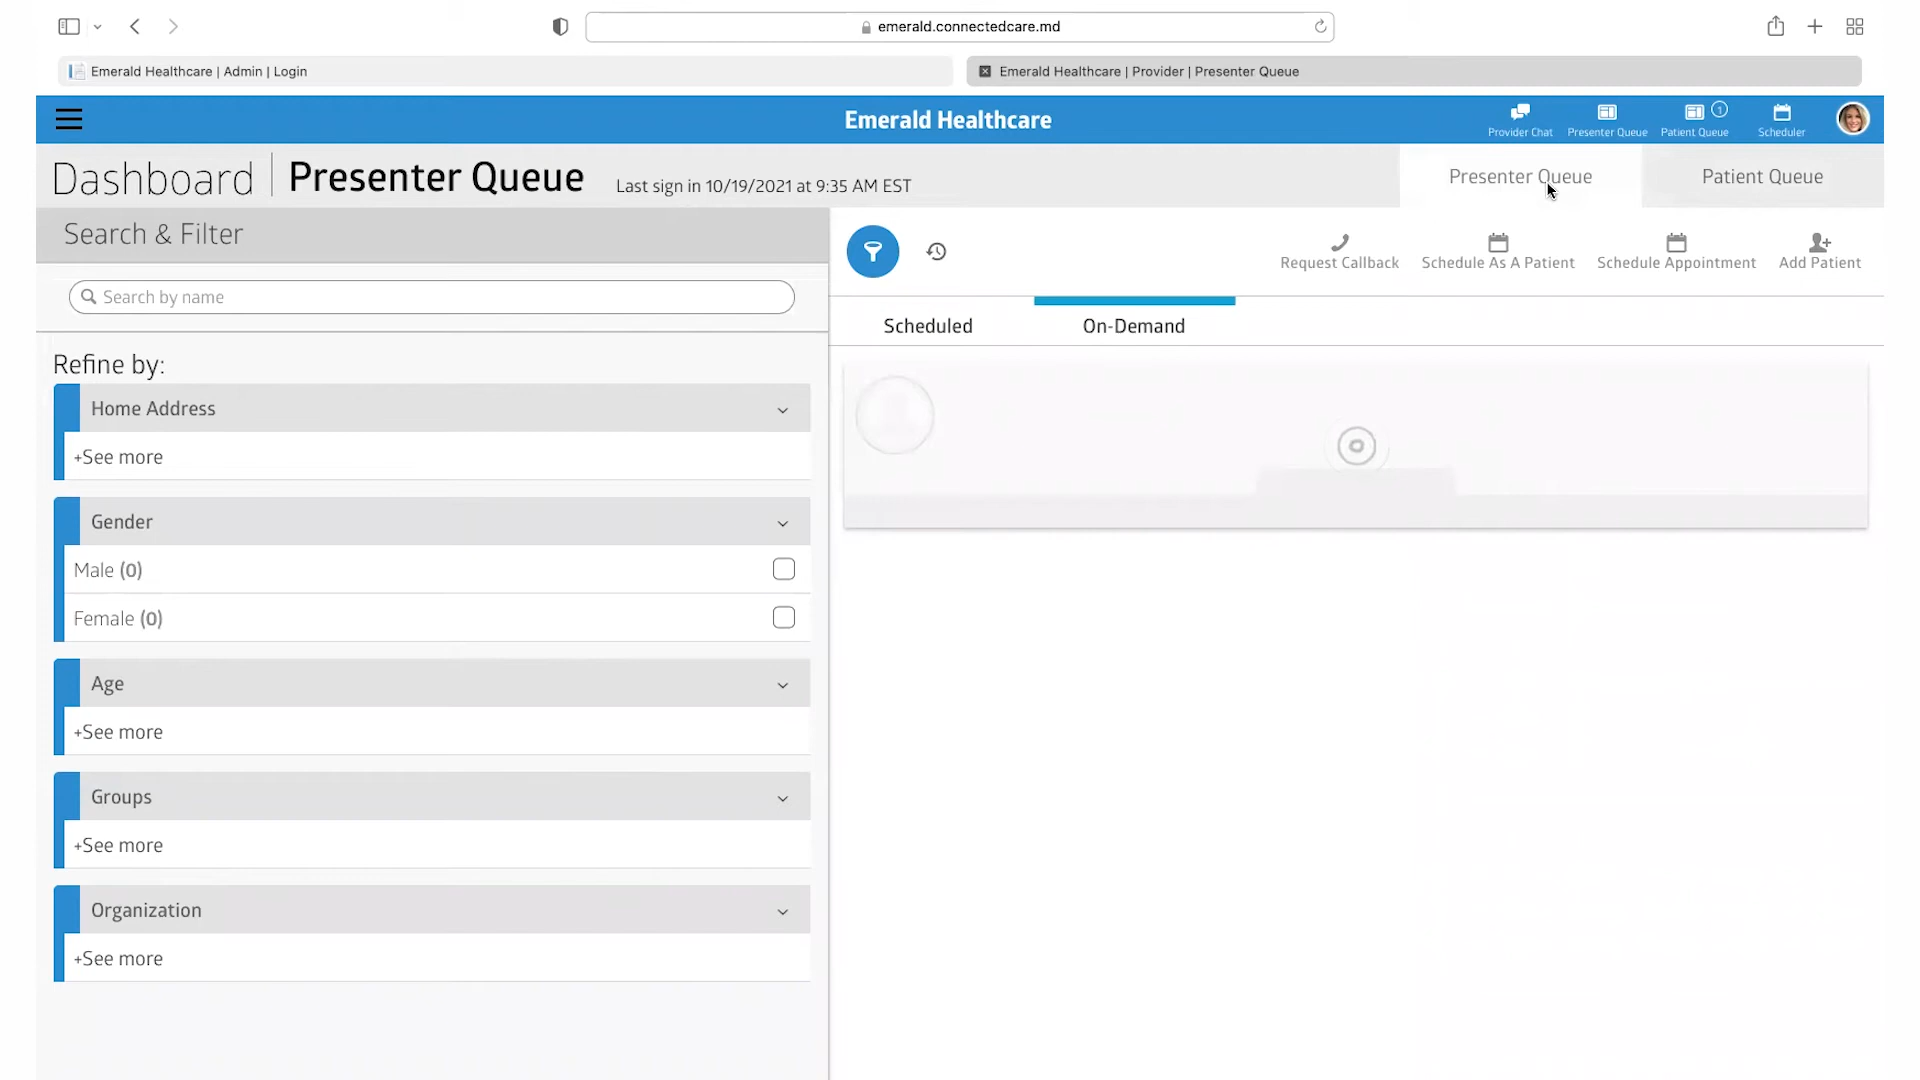 emerald.connectedcare.md
Emerald Healthcare | Admin | Login
Emerald Healthcare | Provider | Presenter Queue
Emerald Healthcare
Provider Chat
Presenter Queue
Patient Queue
1
Scheduler
Dashboard
Presenter Queue
Last sign in 10/19/2021 at 9:35 AM EST
Presenter Queue
Patient Queue
Search & Filter
Search by name
Request Callback
Schedule As A Patient
Schedule Appointment
Add Patient
Scheduled
On-Demand
Refine by:
Home Address
+See more
Gender
Male (0)
Female (0)
Age
+See more
Groups
+See more
Organization
+See more